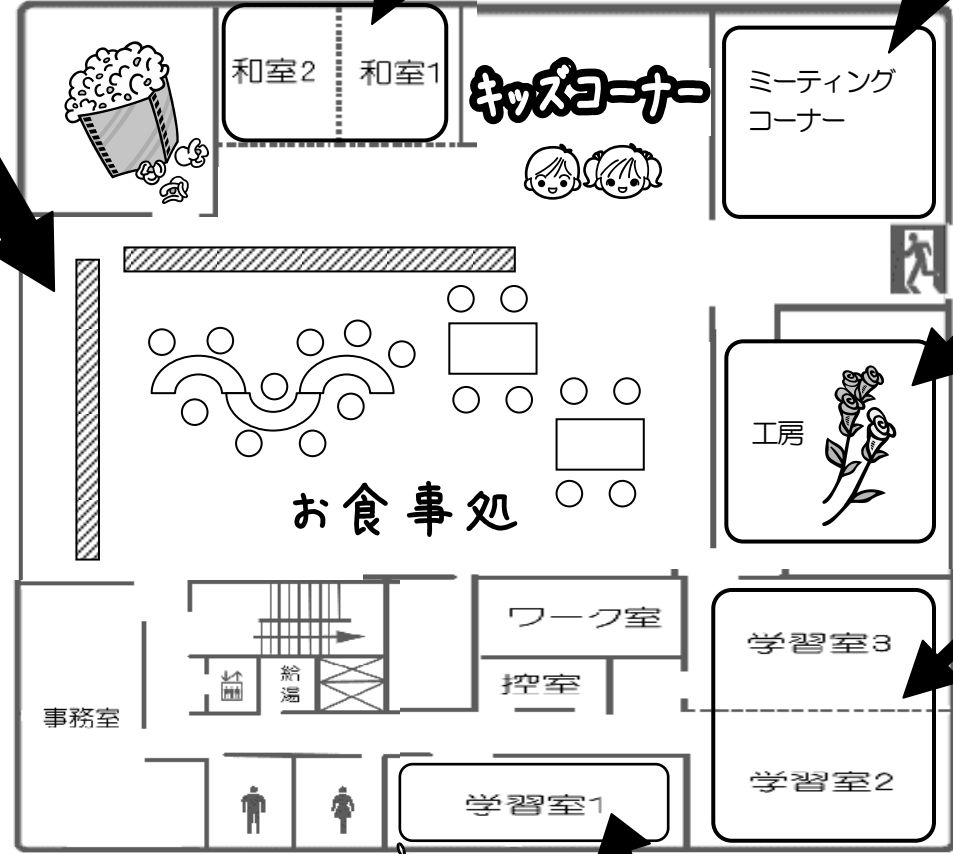 和室2
和室1
キッズコーナー
ミーティング
コーナー
工房
お食事処
ワーク室
学習室3
給湯
控室
事務室
学習室2
学習室1